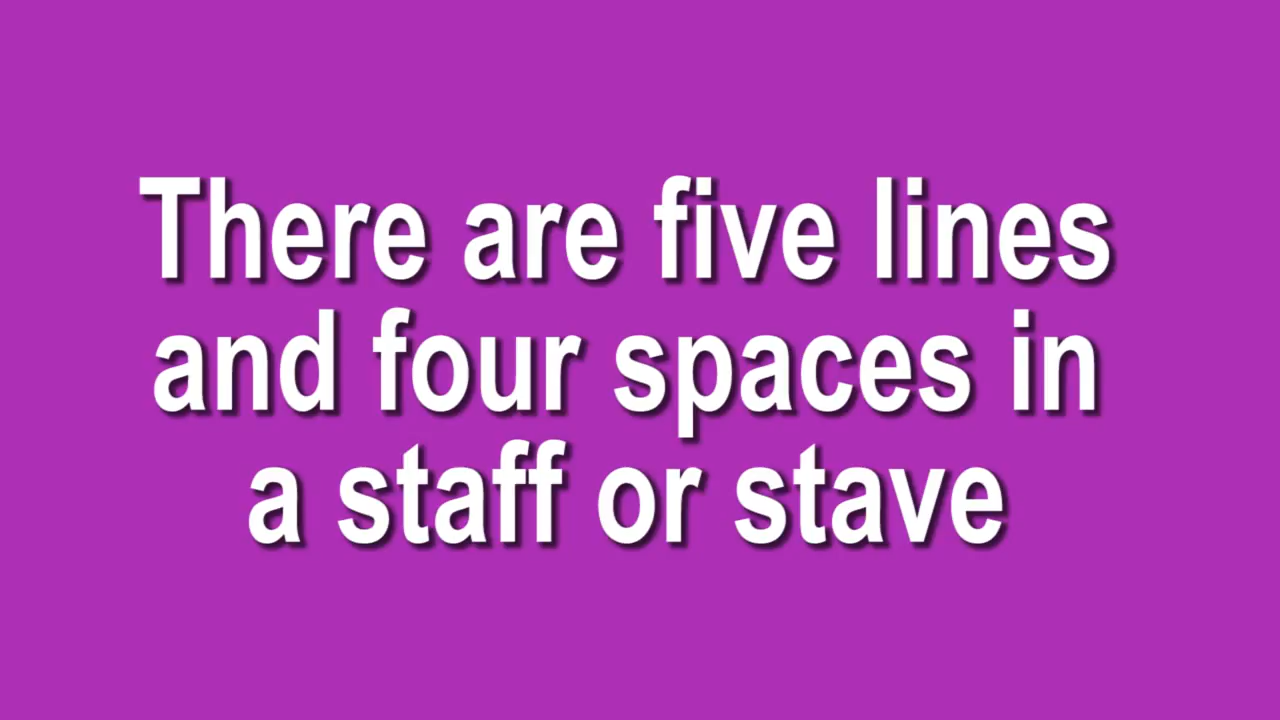 There are five lines
and four spaces in
a staff or stave